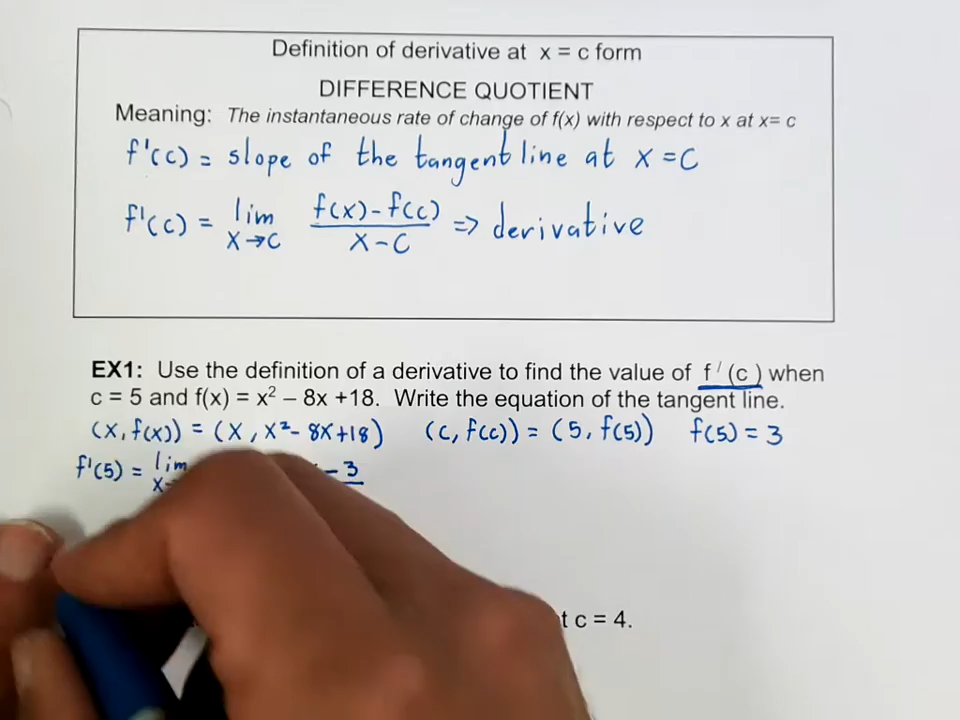 Definition of derivative at x = c form
DIFFERENCE QUOTIENT
Meaning: The instantaneous rate of change of f(x) with respect to x at x= c
f'(c) = slope of the tangent line at x = c
f'(c) = lim x→c f(x) - f(c) / x - c => derivative
EX1: Use the definition of a derivative to find the value of f ′ (c ) when
c = 5 and f(x) = x² – 8x +18. Write the equation of the tangent line.
(x, f(x)) = (x, x² - 8x+18) (c, f(c)) = (5, f(5)) f(5) = 3
f'(5) = lim - 3
c = 4.